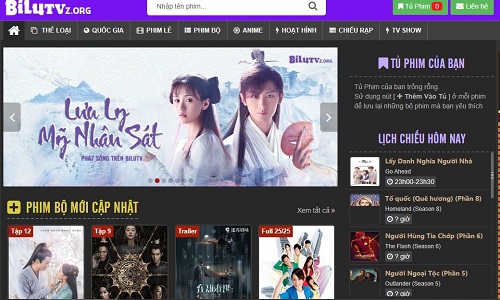 BiLuTVz.ORG
Nhập tên phim...
Tủ Phim 0
Liên hệ
THỂ LOẠI
QUỐC GIA
PHIM LẺ
PHIM BỘ
ANIME
HOẠT HÌNH
CHIẾU RẠP
TV SHOW
BiLuTVz.ORG
Lưu Ly
Mỹ Nhân Sát
PHÁT SÓNG TRÊN BILUTV.
TỦ PHIM CỦA BẠN
Tủ Phim của bạn trống rỗng.
Sử dụng nút [ + Thêm Vào Tủ ] ở mỗi phim
để lưu lại những bộ phim mà bạn yêu thích
LỊCH CHIẾU HÔM NAY
Lấy Danh Nghĩa Người Nhà
Go Ahead
23h00-23h30
Tổ quốc (Quê hương) (Phần 8)
Homeland (Season 8)
? giờ
Người Hùng Tia Chớp (Phần 6)
The Flash (Season 6)
? giờ
Người Ngoại Tộc (Phần 5)
Outlander (Season 5)
? giờ
PHIM BỘ MỚI CẬP NHẬT
Xem tất cả »
Tập 12
Tập 9
Trailer
Full 25/25